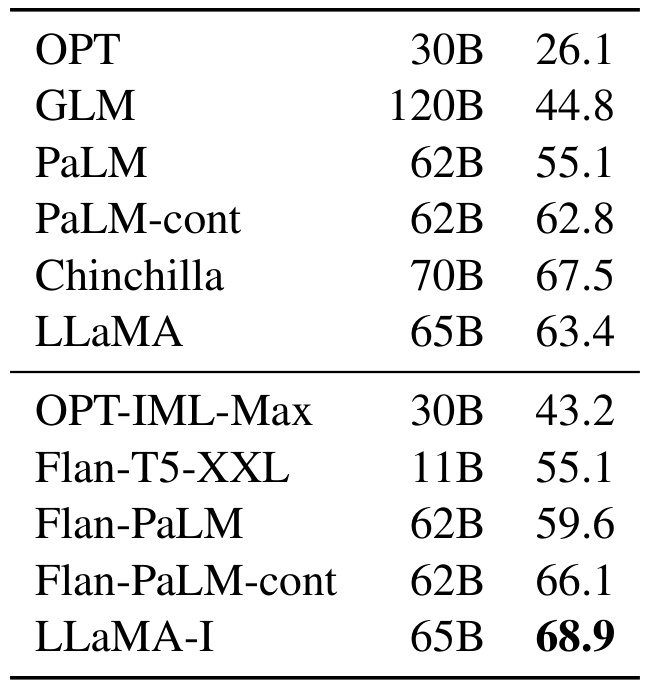 OPT 30B 26.1
GLM 120B 44.8
PaLM 62B 55.1
PaLM-cont 62B 62.8
Chinchilla 70B 67.5
LLaMA 65B 63.4
OPT-IML-Max 30B 43.2
Flan-T5-XXL 11B 55.1
Flan-PaLM 62B 59.6
Flan-PaLM-cont 62B 66.1
LLaMA-I 65B 68.9